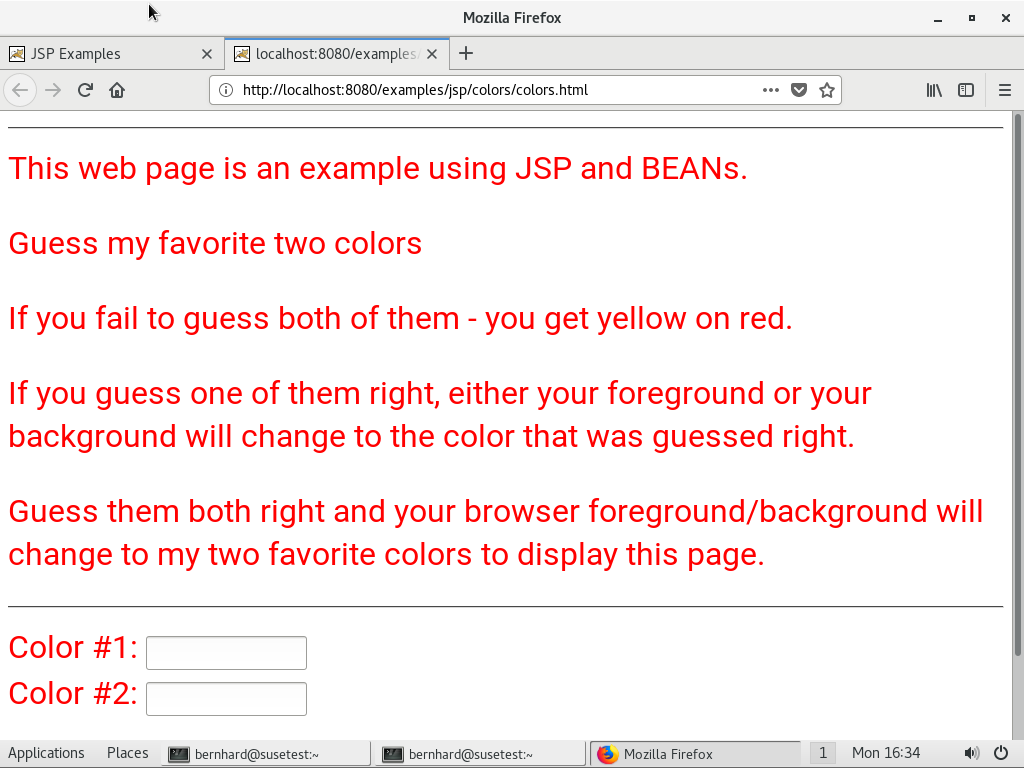 Mozilla Firefox
JSP Examples
localhost:8080/examples/
http://localhost:8080/examples/jsp/colors/colors.html
This web page is an example using JSP and BEANs.
Guess my favorite two colors
If you fail to guess both of them - you get yellow on red.
If you guess one of them right, either your foreground or your
background will change to the color that was guessed right.
Guess them both right and your browser foreground/background will
change to my two favorite colors to display this page.
Color #1:
Color #2:
Applications Places bernhard@susetest:~ bernhard@susetest:~ Mozilla Firefox 1 Mon 16:34